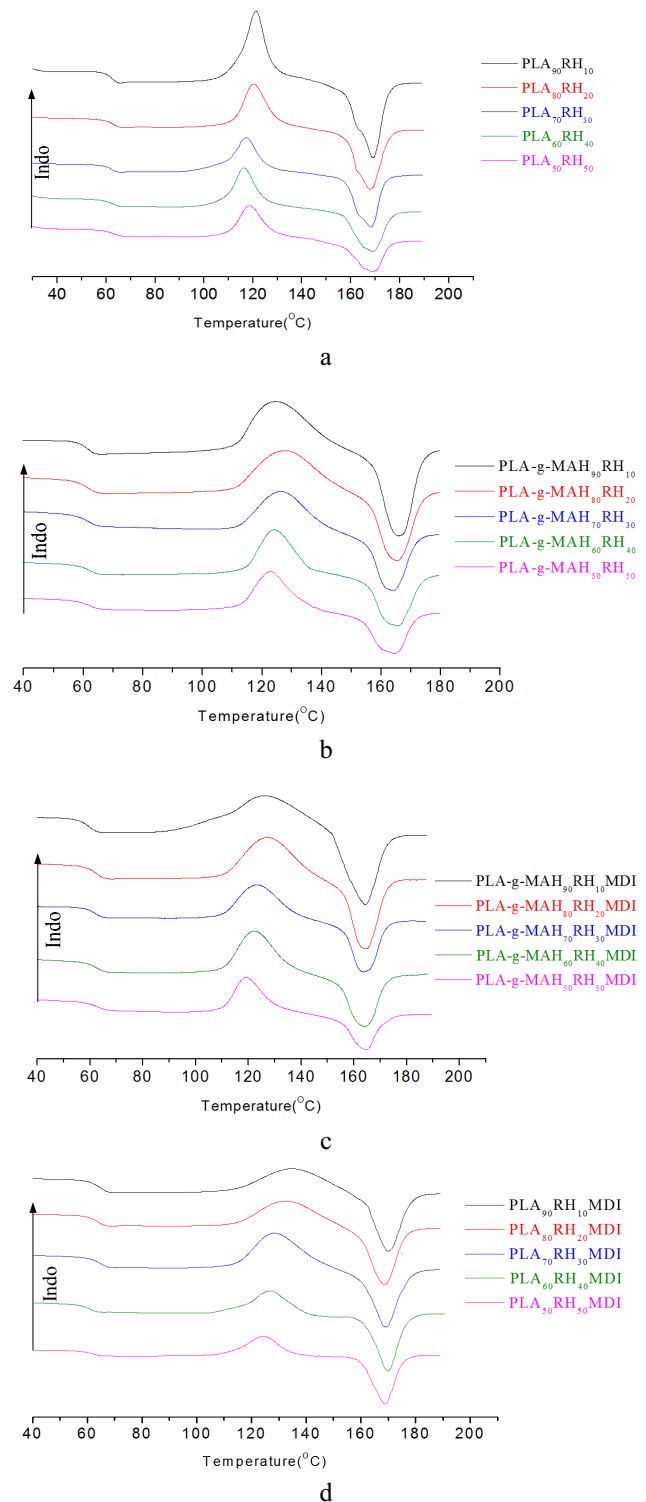 PLA₉₀RH₁₀
PLA₈₀RH₂₀
PLA₇₀RH₃₀
PLA₆₀RH₄₀
PLA₅₀RH₅₀
Indo
40 60 80 100 120 140 160 180 200
Temperature(°C)
a
PLA-g-MAH₉₀RH₁₀
PLA-g-MAH₈₀RH₂₀
PLA-g-MAH₇₀RH₃₀
PLA-g-MAH₆₀RH₄₀
PLA-g-MAH₅₀RH₅₀
Indo
40 60 80 100 120 140 160 180 200
Temperature(°C)
b
PLA-g-MAH₉₀RH₁₀MDI
PLA-g-MAH₈₀RH₂₀MDI
PLA-g-MAH₇₀RH₃₀MDI
PLA-g-MAH₆₀RH₄₀MDI
PLA-g-MAH₅₀RH₅₀MDI
Indo
40 60 80 100 120 140 160 180 200
Temperature(°C)
c
PLA₉₀RH₁₀MDI
PLA₈₀RH₂₀MDI
PLA₇₀RH₃₀MDI
PLA₆₀RH₄₀MDI
PLA₅₀RH₅₀MDI
Indo
40 60 80 100 120 140 160 180 200
Temperature(°C)
d